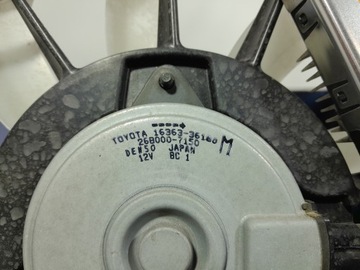 TOYOTA 16363-36160 M
268000-7150
DENSO JAPAN
12V 8C 1